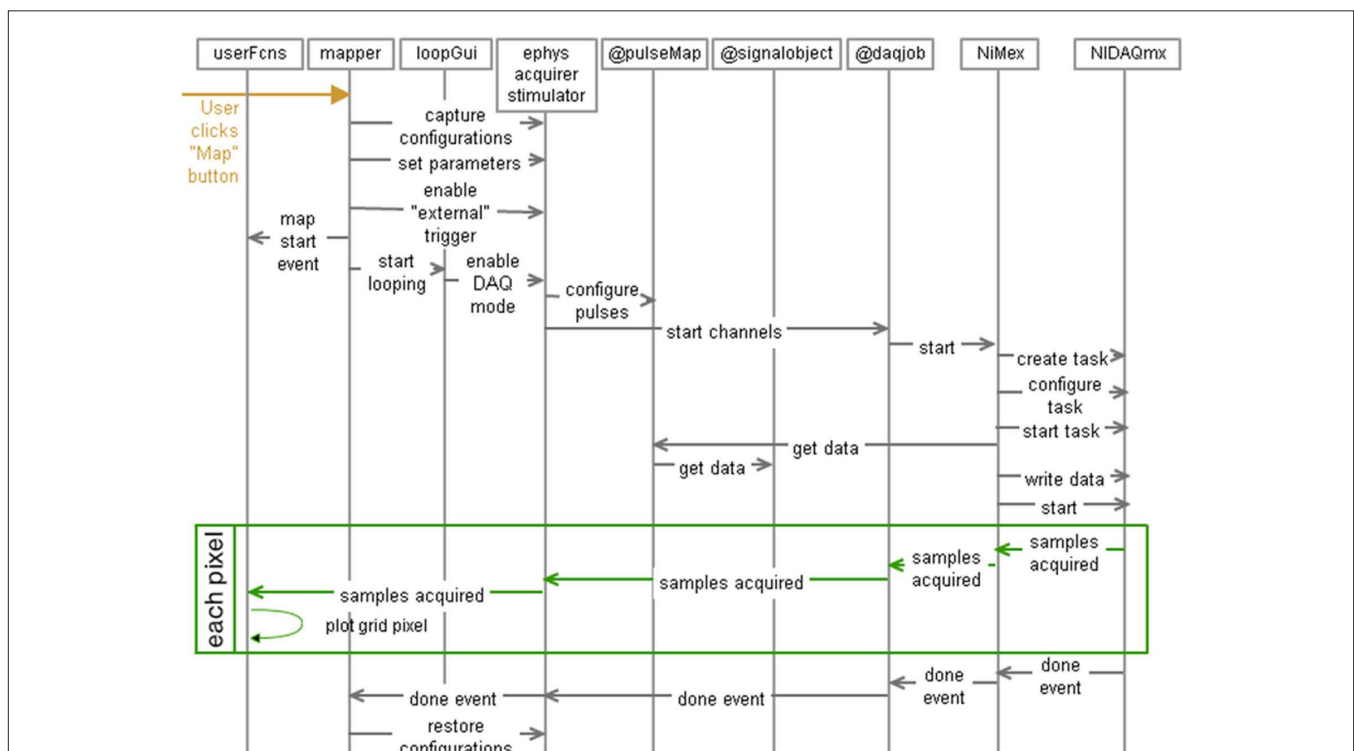 userFcns
mapper
loopGui
ephys
acquirer
stimulator
@pulseMap
@signalobject
@daqjob
NiMex
NIDAQmx
User
clicks
"Map"
button
capture
configurations
set parameters
enable
"external"
trigger
map
start
event
start
looping
enable
DAQ
mode
configure
pulses
start channels
start
create task
configure
task
start task
get data
get data
write data
start
each pixel
samples
acquired
samples
acquired
samples acquired
samples acquired
plot grid pixel
done
event
done
event
done event
done event
restore
configurations